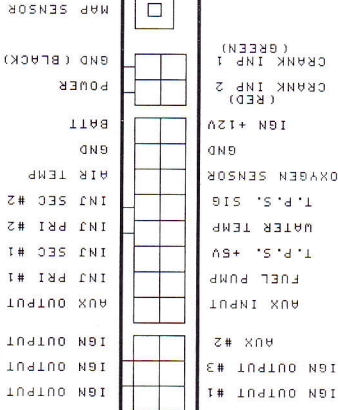 IGN OUTPUT #1 IGN OUTPUT
IGN OUTPUT #3 IGN OUTPUT
AUX #2 IGN OUTPUT
AUX INPUT AUX OUTPUT
FUEL PUMP INJ PRI #1
T.P.S. +5V INJ SEC #1
WATER TEMP INJ PRI #2
T.P.S. SIG INJ SEC #2
OXYGEN SENSOR AIR TEMP
GND GND
IGN +12V BATT
(RED)
CRANK INP 2 POWER
CRANK INP 1 GND (BLACK)
(GREEN)
MAP SENSOR